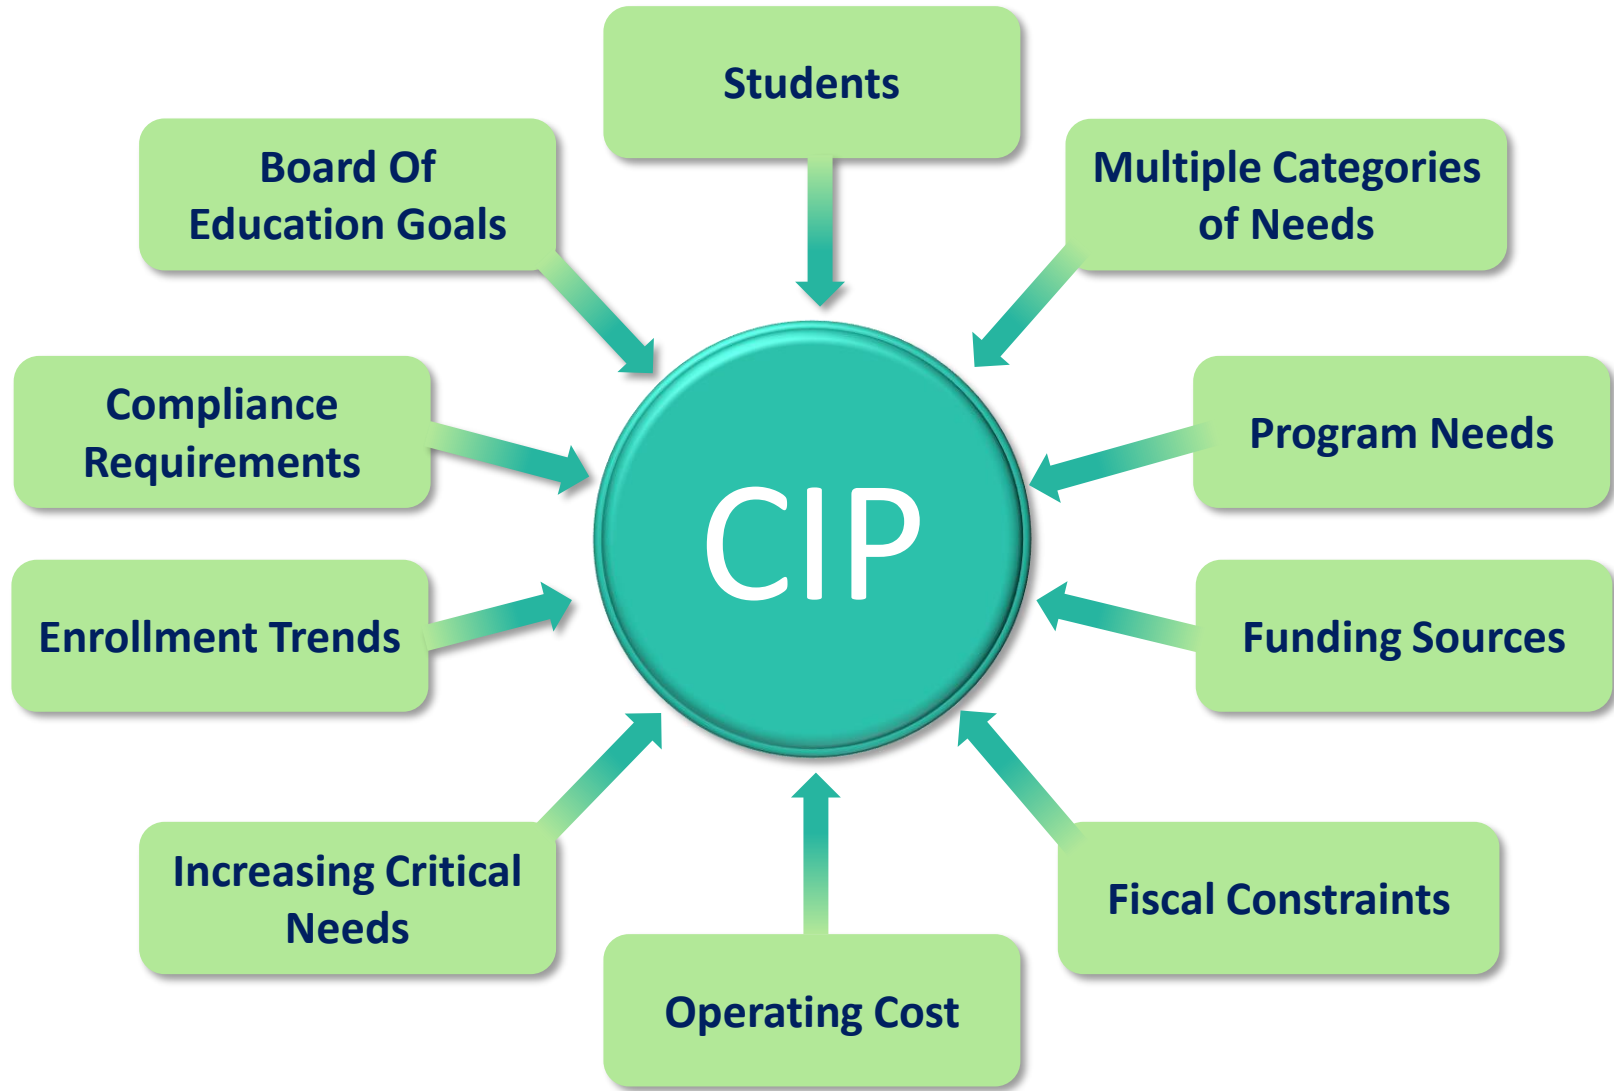 Students
Board Of
Education Goals
Multiple Categories
of Needs
Compliance
Requirements
Program Needs
CIP
Enrollment Trends
Funding Sources
Increasing Critical
Needs
Fiscal Constraints
Operating Cost